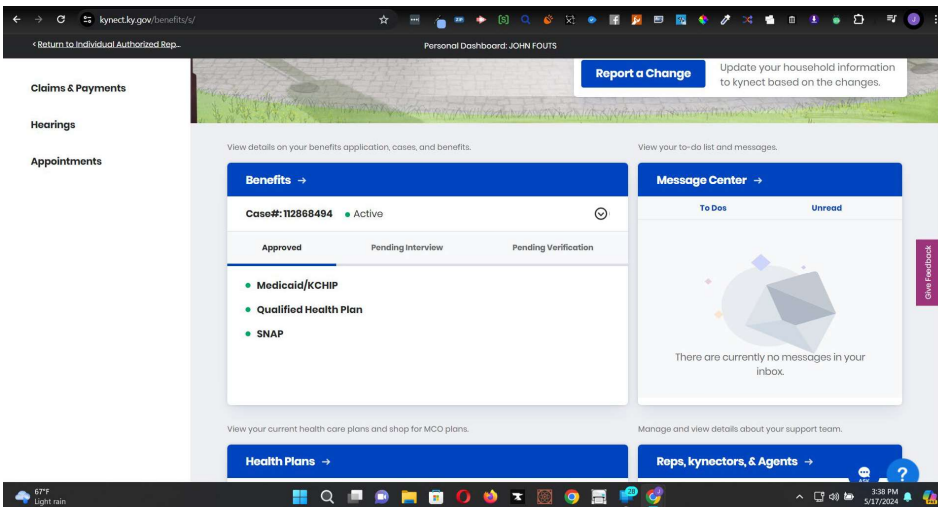 kynect.ky.gov/benefits/s/
<Return to Individual Authorized Rep...
Personal Dashboard: JOHN FOUTS
Claims & Payments
Hearings
Appointments
Report a Change
Update your household information
to kynect based on the changes.
View details on your benefits application, cases, and benefits.
Benefits →
Case#: 112868494 Active
Approved Pending Interview Pending Verification
Medicaid/KCHIP
Qualified Health Plan
SNAP
View your to-do list and messages.
Message Center →
To Dos Unread
There are currently no messages in your
inbox.
Give Feedback
View your current health care plans and shop for MCO plans.
Health Plans →
Manage and view details about your support team.
Reps, kynectors, & Agents →
ASK
?
67°F
Light rain
28
3:38 PM
5/17/2024